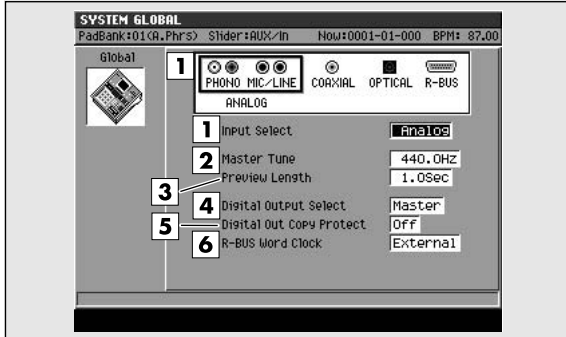 SYSTEM GLOBAL
PadBank:01(A.Phrs) Slider:AUX/In Now:0001-01-000 BPM: 87.00
Global
1
PHONO MIC/LINE COAXIAL OPTICAL R-BUS
ANALOG
1 Input Select Analog
2 Master Tune 440.0Hz
3 Preview Length 1.0Sec
4 Digital Output Select Master
5 Digital Out Copy Protect Off
6 R-BUS Word Clock External